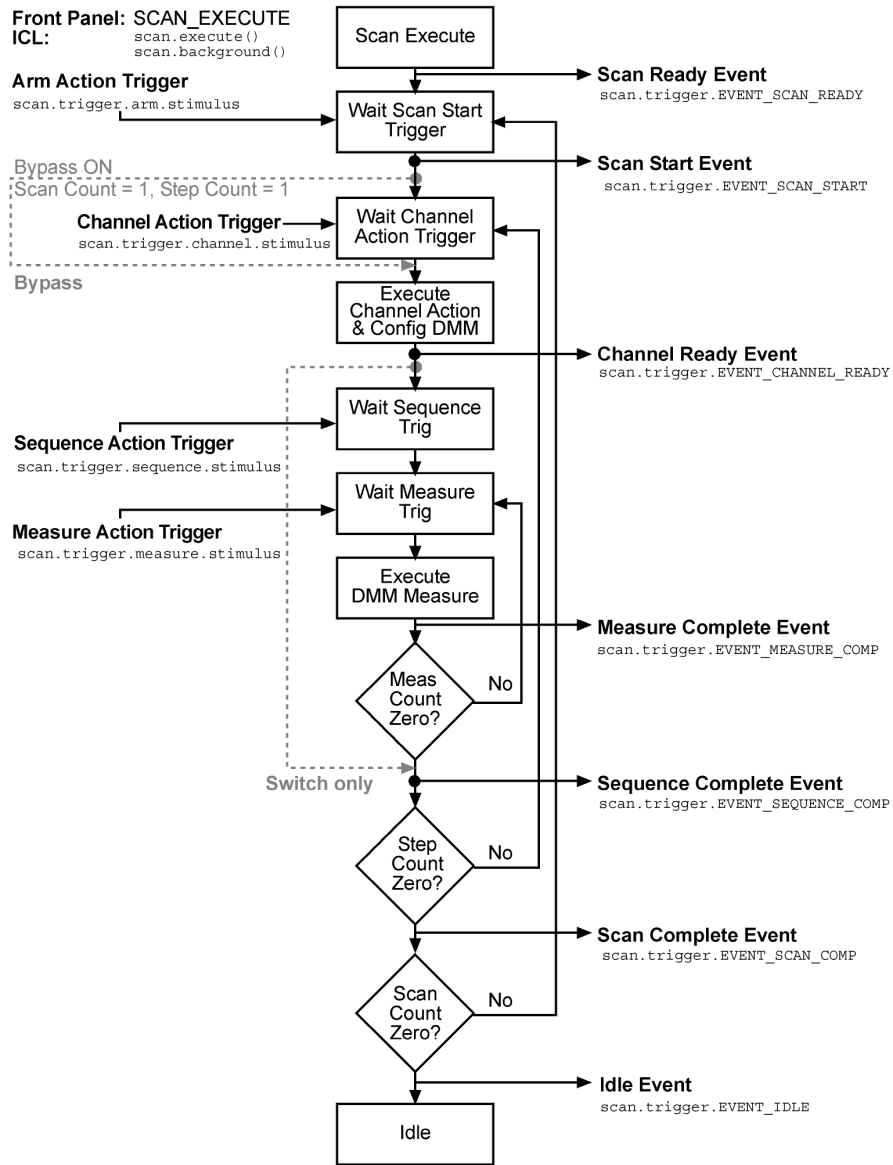 Front Panel: SCAN_EXECUTE
ICL: scan.execute()
scan.background()
Scan Execute
Scan Ready Event
scan.trigger.EVENT_SCAN_READY
Arm Action Trigger
scan.trigger.arm.stimulus
Wait Scan Start
Trigger
Scan Start Event
scan.trigger.EVENT_SCAN_START
Bypass ON
Scan Count = 1, Step Count = 1
Channel Action Trigger
scan.trigger.channel.stimulus
Wait Channel
Action Trigger
Bypass
Execute
Channel Action
& Config DMM
Channel Ready Event
scan.trigger.EVENT_CHANNEL_READY
Wait Sequence
Trig
Sequence Action Trigger
scan.trigger.sequence.stimulus
Wait Measure
Trig
Measure Action Trigger
scan.trigger.measure.stimulus
Execute
DMM Measure
Measure Complete Event
scan.trigger.EVENT_MEASURE_COMP
Meas
Count
Zero?
No
Switch only
Sequence Complete Event
scan.trigger.EVENT_SEQUENCE_COMP
Step
Count
Zero?
No
Scan Complete Event
scan.trigger.EVENT_SCAN_COMP
Scan
Count
Zero?
No
Idle Event
scan.trigger.EVENT_IDLE
Idle